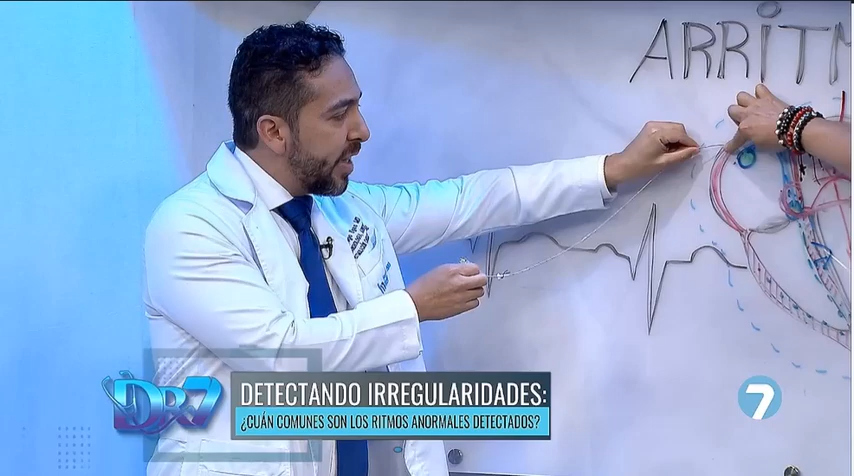 ARRITM
DR7
DETECTANDO IRREGULARIDADES:
¿CUÁN COMUNES SON LOS RITMOS ANORMALES DETECTADOS?
7